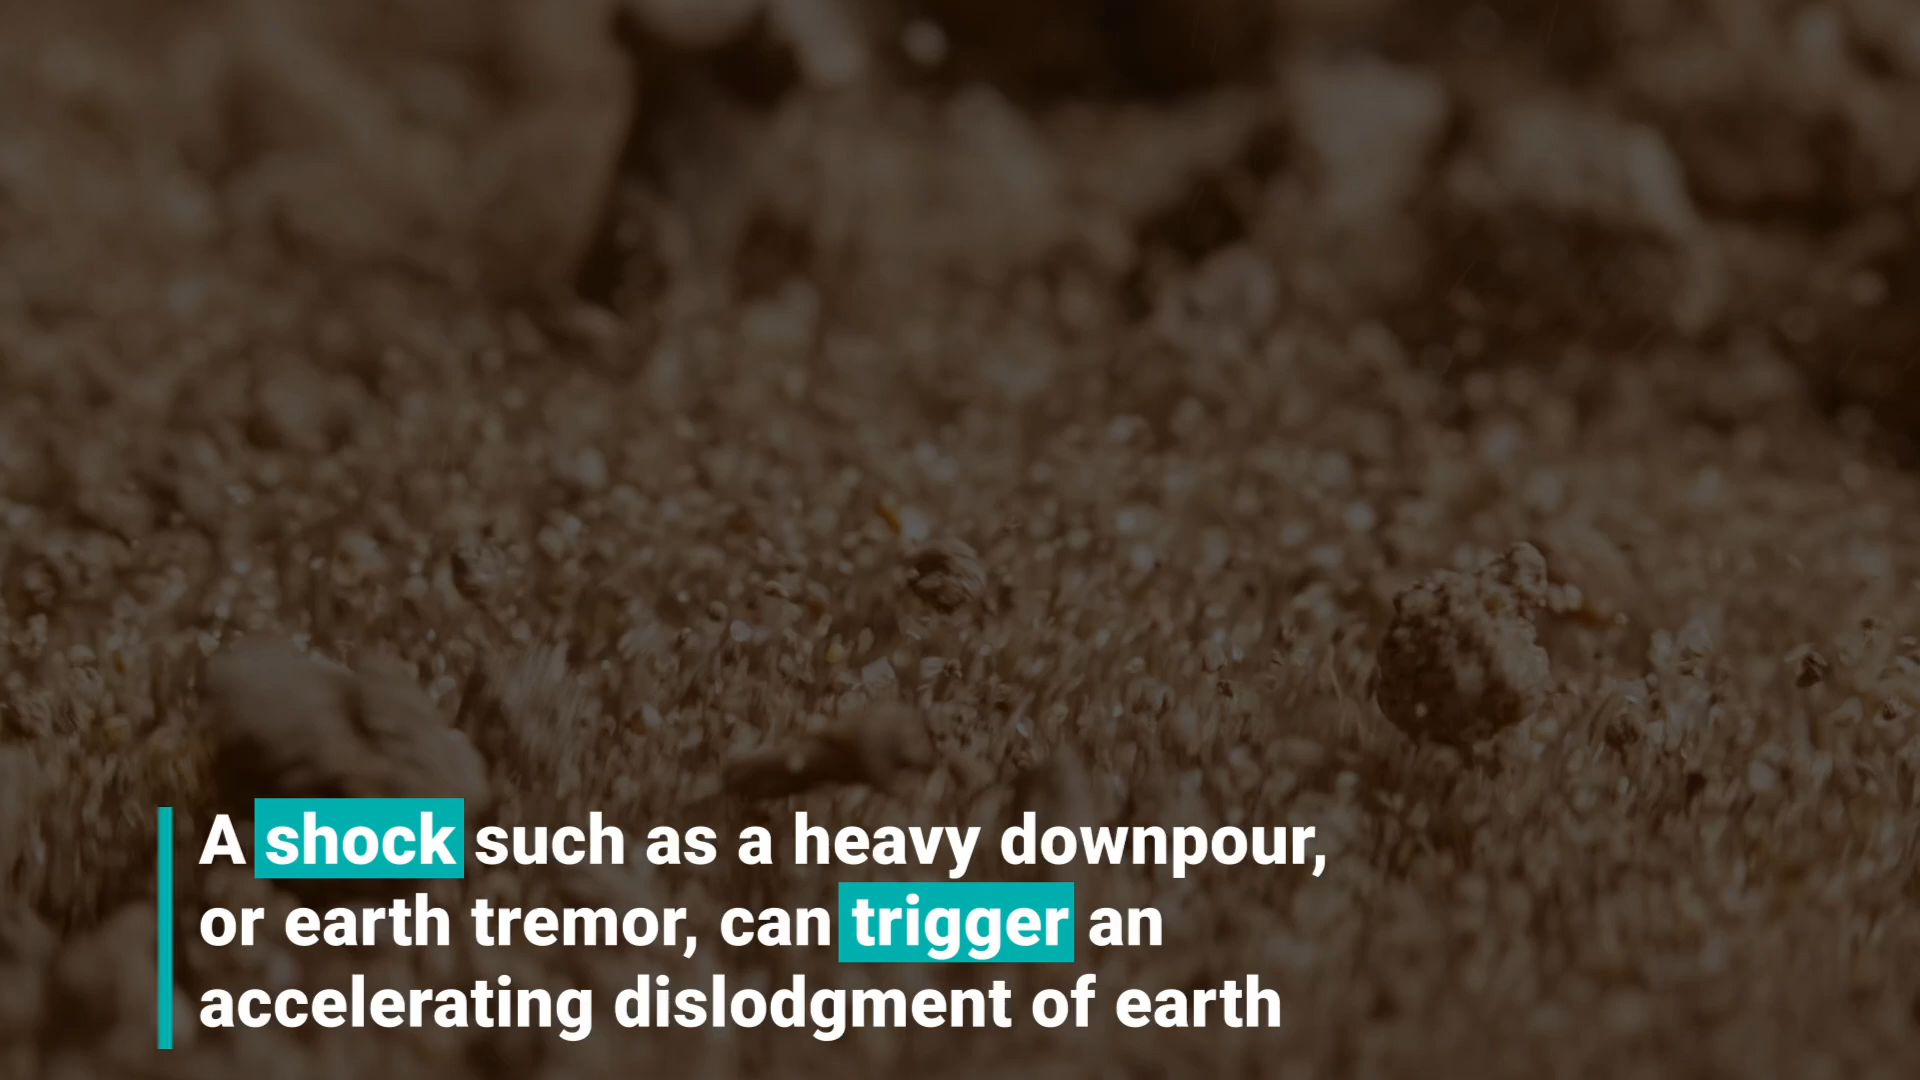 A shock such as a heavy downpour,
or earth tremor, can trigger an
accelerating dislodgment of earth